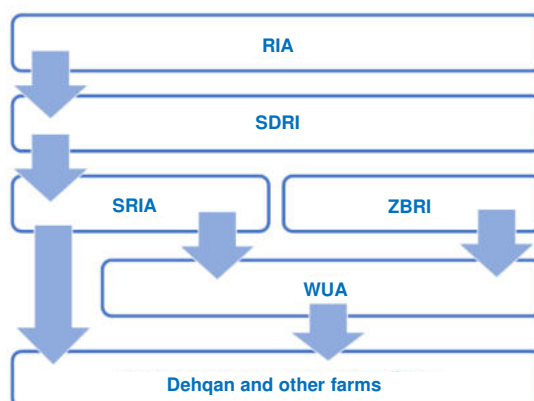 RIA
SDRI
SRIA
ZBRI
WUA
Dehqan and other farms